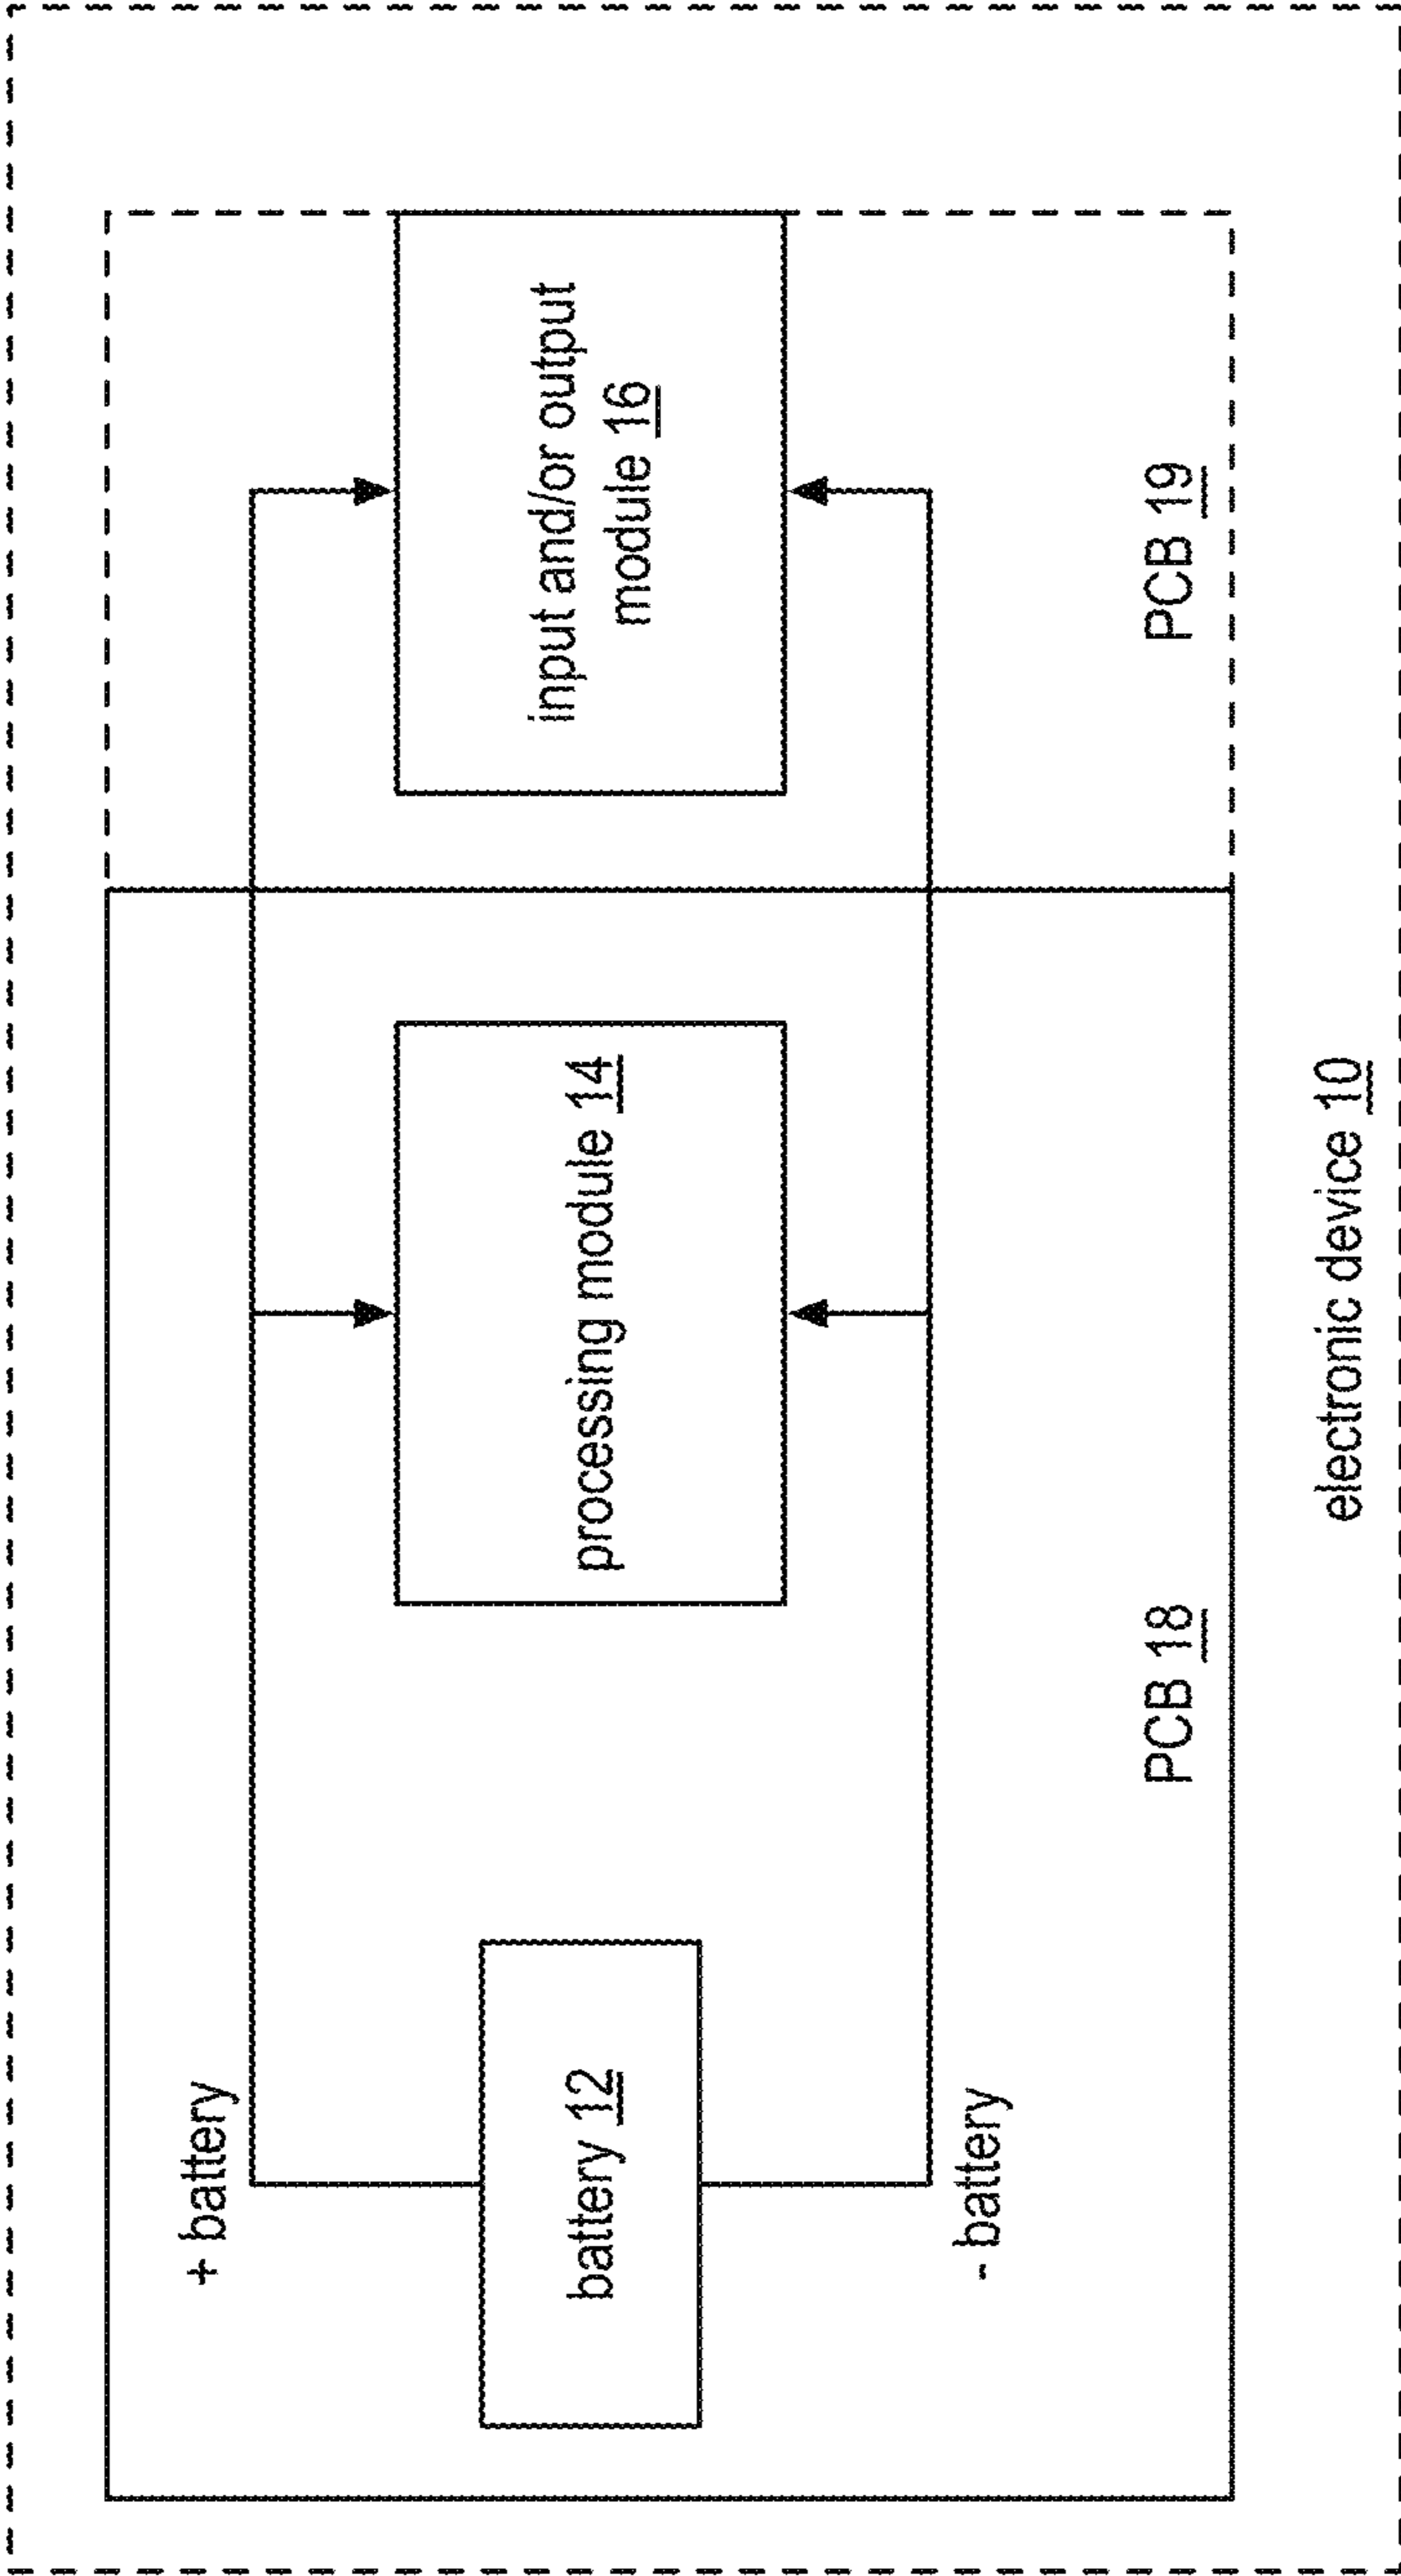 + battery
battery 12
- battery
processing module 14
PCB 18
input and/or output
module 16
PCB 19
electronic device 10